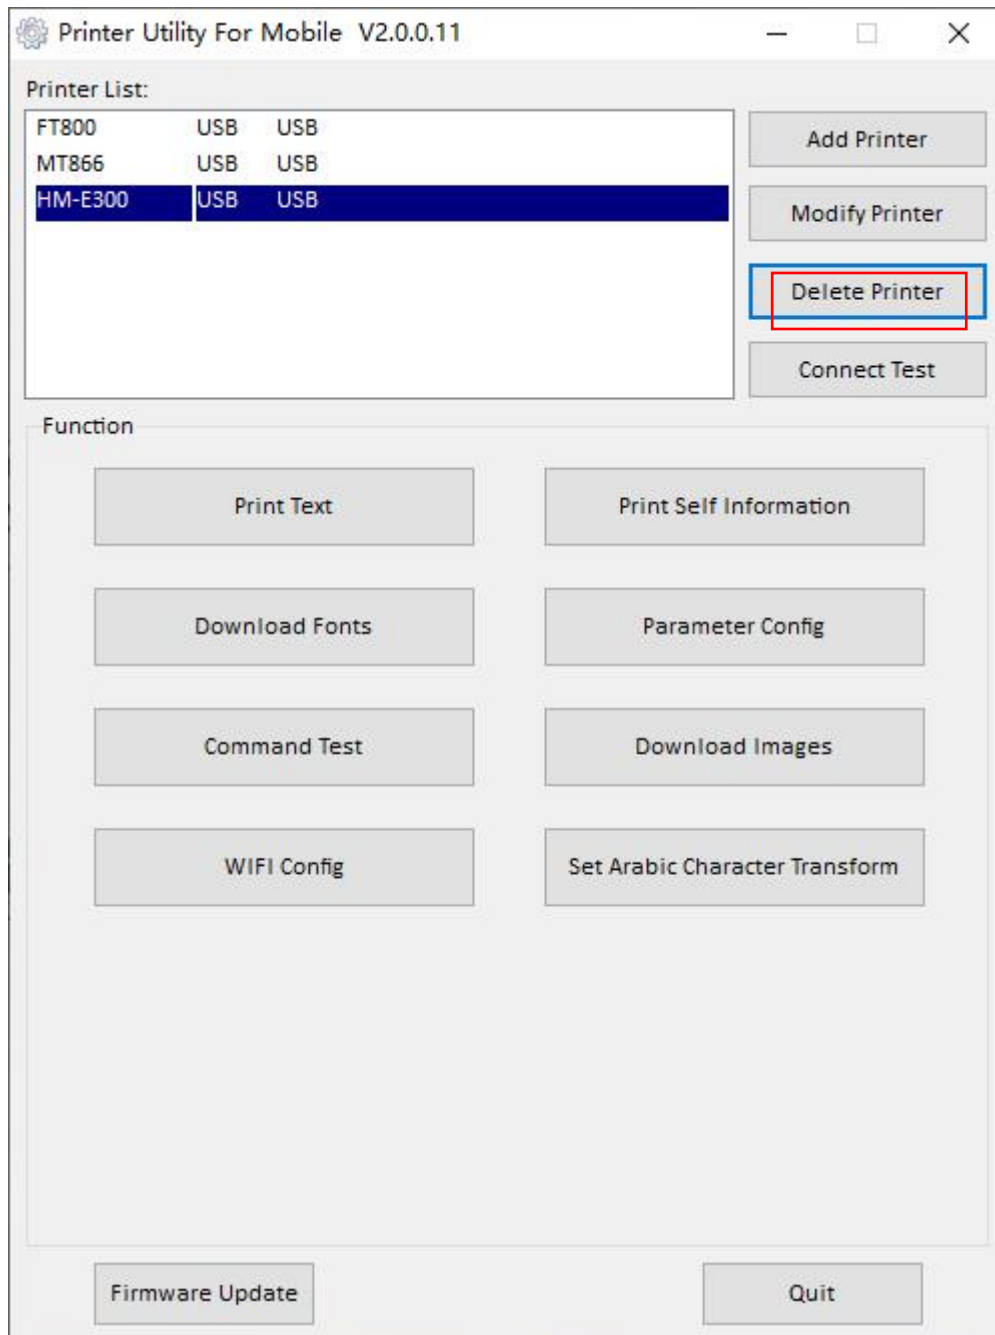 Printer Utility For Mobile V2.0.0.11
Printer List:
FT800 USB USB
MT866 USB USB
HM-E300 USB USB
Add Printer
Modify Printer
Delete Printer
Connect Test
Function
Print Text
Print Self Information
Download Fonts
Parameter Config
Command Test
Download Images
WIFI Config
Set Arabic Character Transform
Firmware Update
Quit